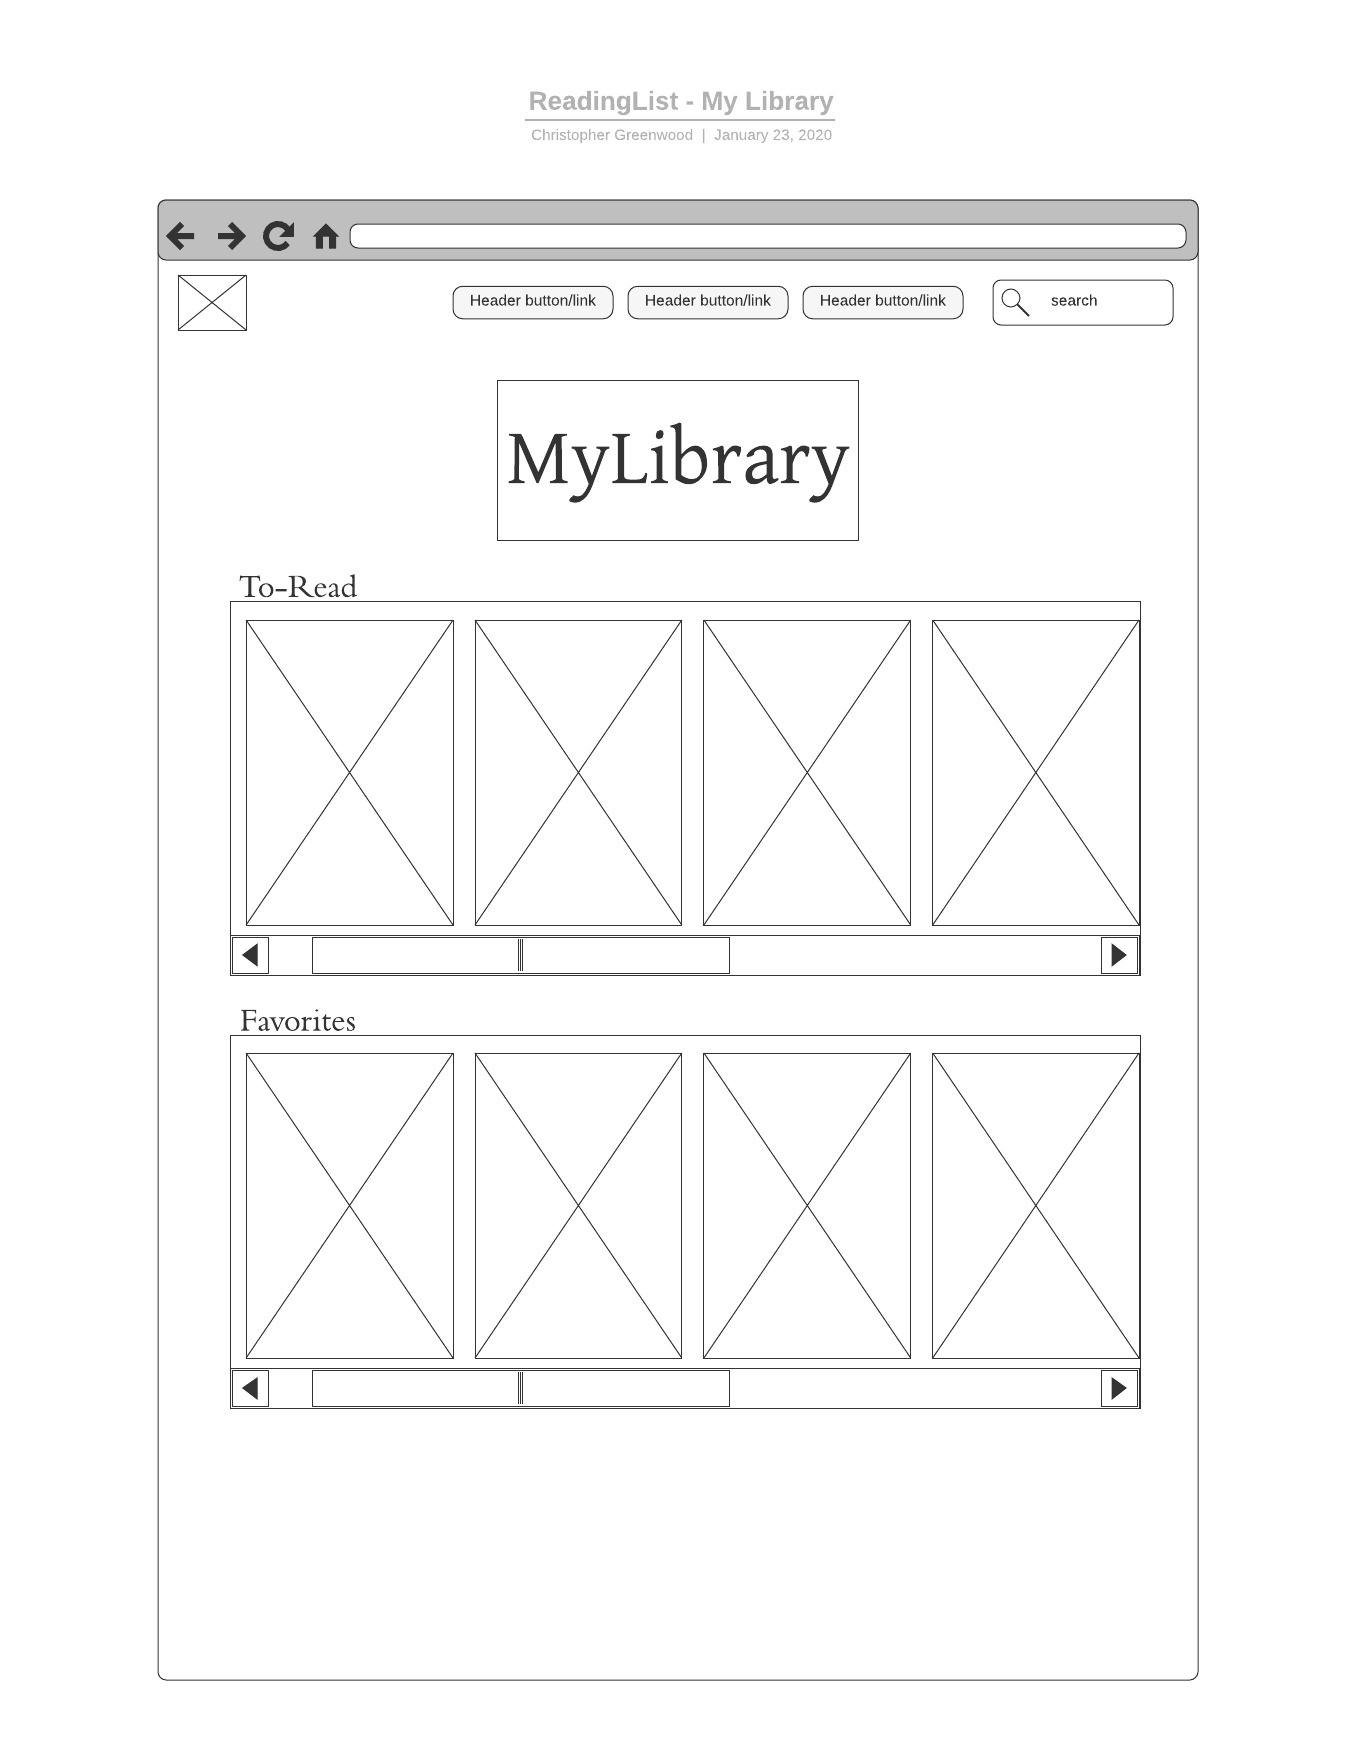 ReadingList - My Library
Christopher Greenwood | January 23, 2020
Header button/link Header button/link Header button/link search
MyLibrary
To-Read
Favorites